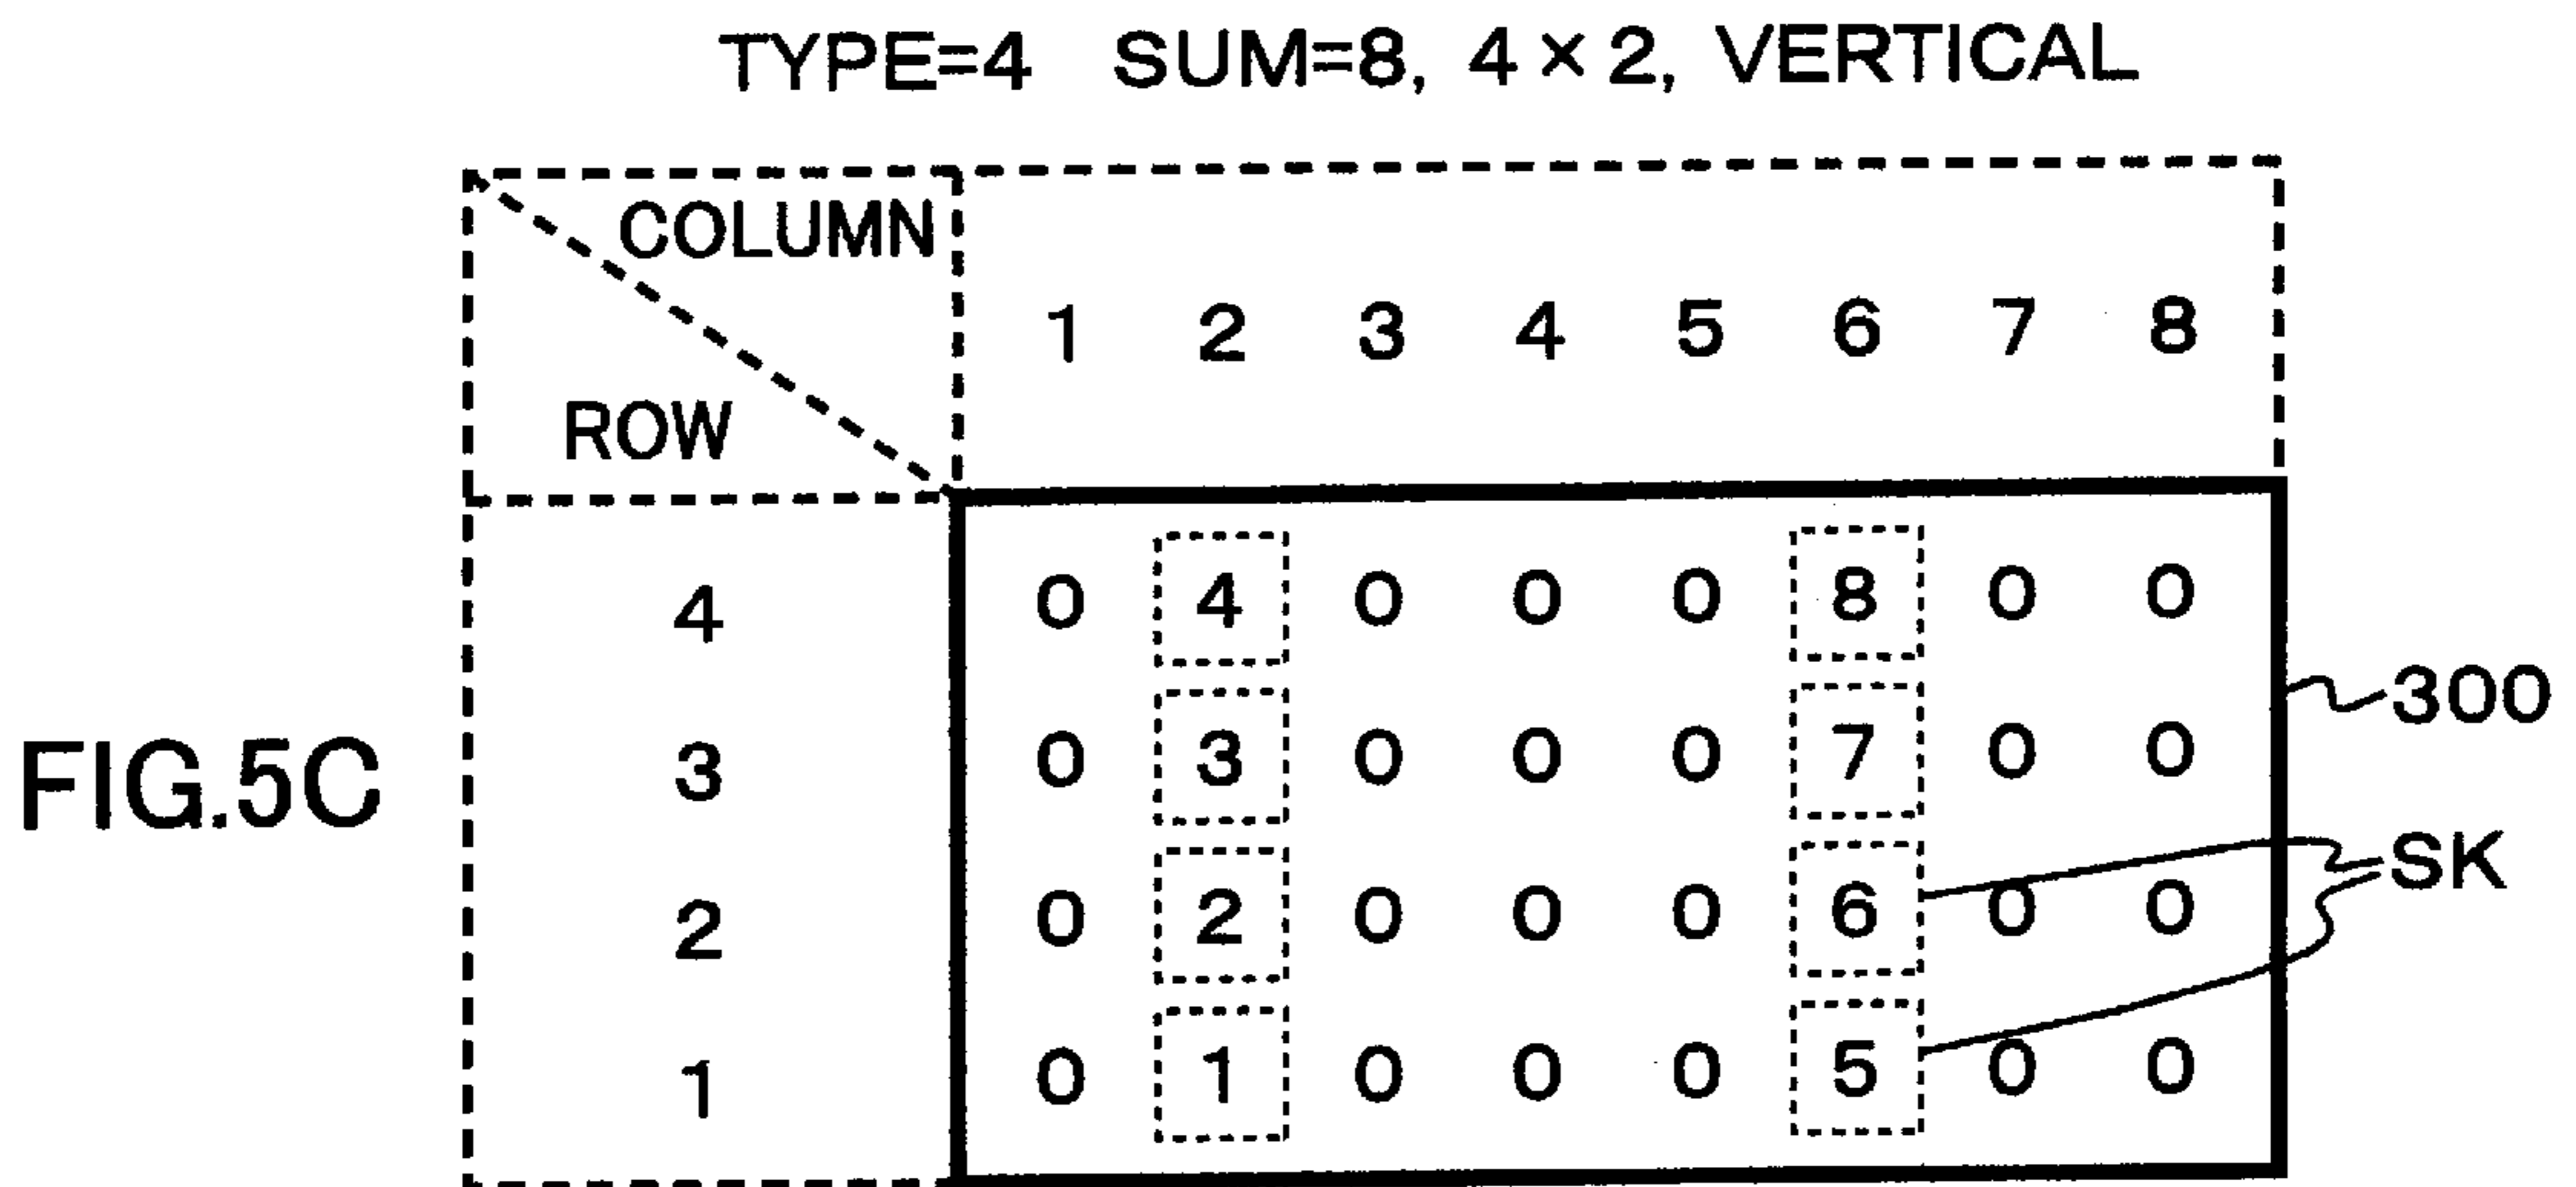 TYPE=4 SUM=8, 4×2, VERTICAL
COLUMN
1 2 3 4 5 6 7 8
ROW
4 0 4 0 0 0 8 0 0
300
3 0 3 0 0 0 7 0 0
FIG.5C
SK
2 0 2 0 0 0 6 0 0
1 0 1 0 0 0 5 0 0